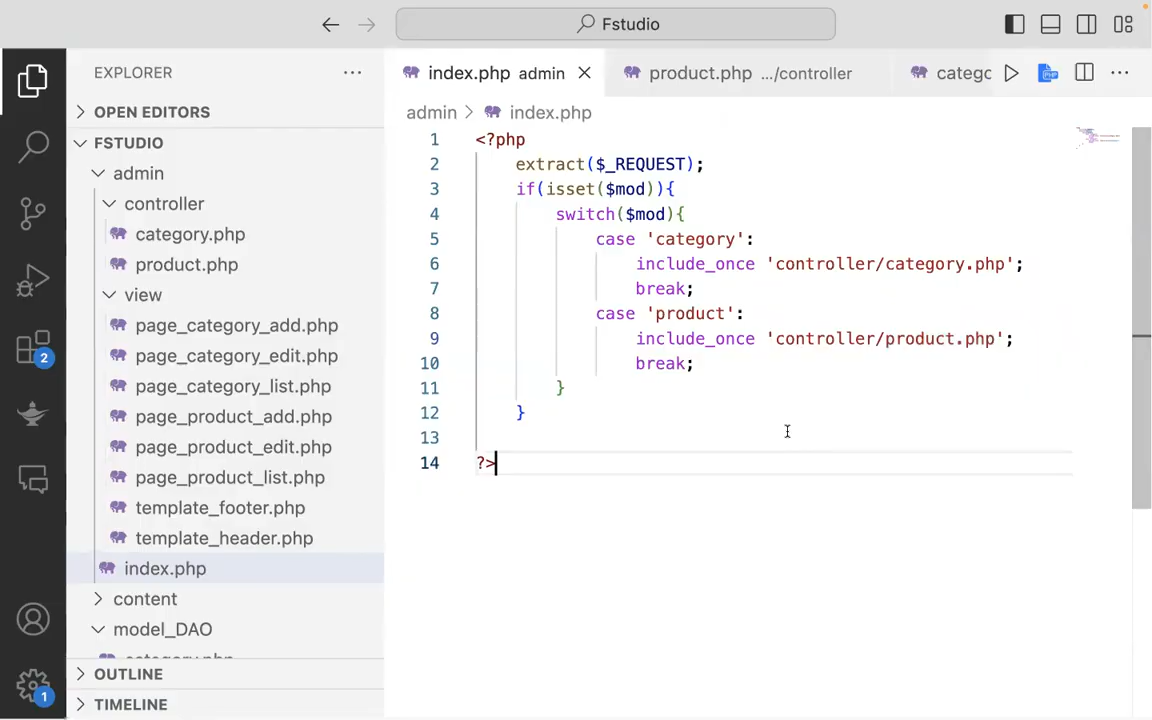 Fstudio
EXPLORER
OPEN EDITORS
FSTUDIO
admin
controller
category.php
product.php
view
page_category_add.php
page_category_edit.php
page_category_list.php
page_product_add.php
page_product_edit.php
page_product_list.php
template_footer.php
template_header.php
index.php
content
model_DAO
OUTLINE
TIMELINE
2
1
index.php admin
product.php .../controller
catego
admin > index.php
1 <?php
2 extract($_REQUEST);
3 if(isset($mod)){
4 switch($mod){
5 case 'category':
6 include_once 'controller/category.php';
7 break;
8 case 'product':
9 include_once 'controller/product.php';
10 break;
11 }
12 }
13
14 ?>